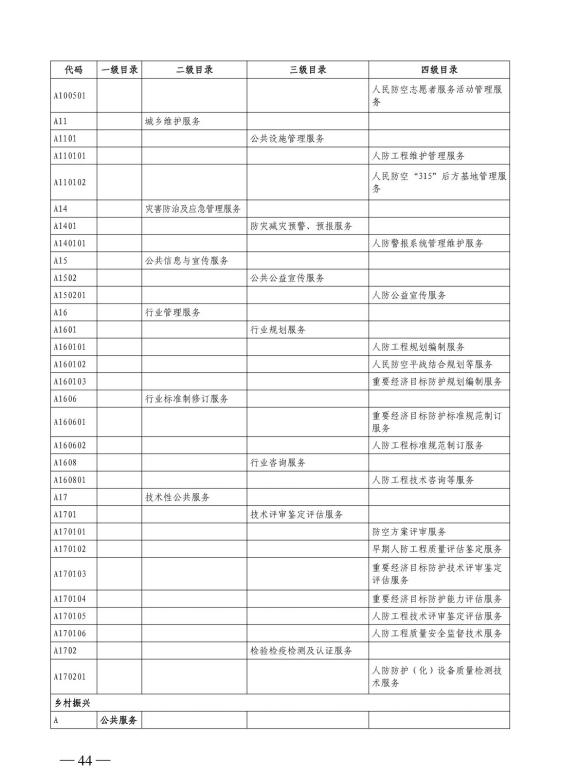 代码 一级目录 二级目录 三级目录 四级目录
A100501 人民防空志愿者服务活动管理服
务
A11 城乡维护服务
A1101 公共设施管理服务
A110101 人防工程维护管理服务
A110102 人民防空“315”后方基地管理服
务
A14 灾害防治及应急管理服务
A1401 防灾减灾预警、预报服务
A140101 人防警报系统管理维护服务
A15 公共信息与宣传服务
A1502 公共公益宣传服务
A150201 人防公益宣传服务
A16 行业管理服务
A1601 行业规划服务
A160101 人防工程规划编制服务
A160102 人民防空平战结合规划等服务
A160103 重要经济目标防护规划编制服务
A1606 行业标准制修订服务
A160601 重要经济目标防护标准规范制订
服务
A160602 人防工程标准规范制订服务
A1608 行业咨询服务
A160801 人防工程技术咨询等服务
A17 技术性公共服务
A1701 技术评审鉴定评估服务
A170101 防空方案评审服务
A170102 早期人防工程质量评估鉴定服务
A170103 重要经济目标防护技术评审鉴定
评估服务
A170104 重要经济目标防护能力评估服务
A170105 人防工程技术评审鉴定评估服务
A170106 人防工程质量安全监督技术服务
A1702 检验检疫检测及认证服务
A170201 人防防护（化）设备质量检测技
术服务
乡村振兴
A 公共服务
— 44 —